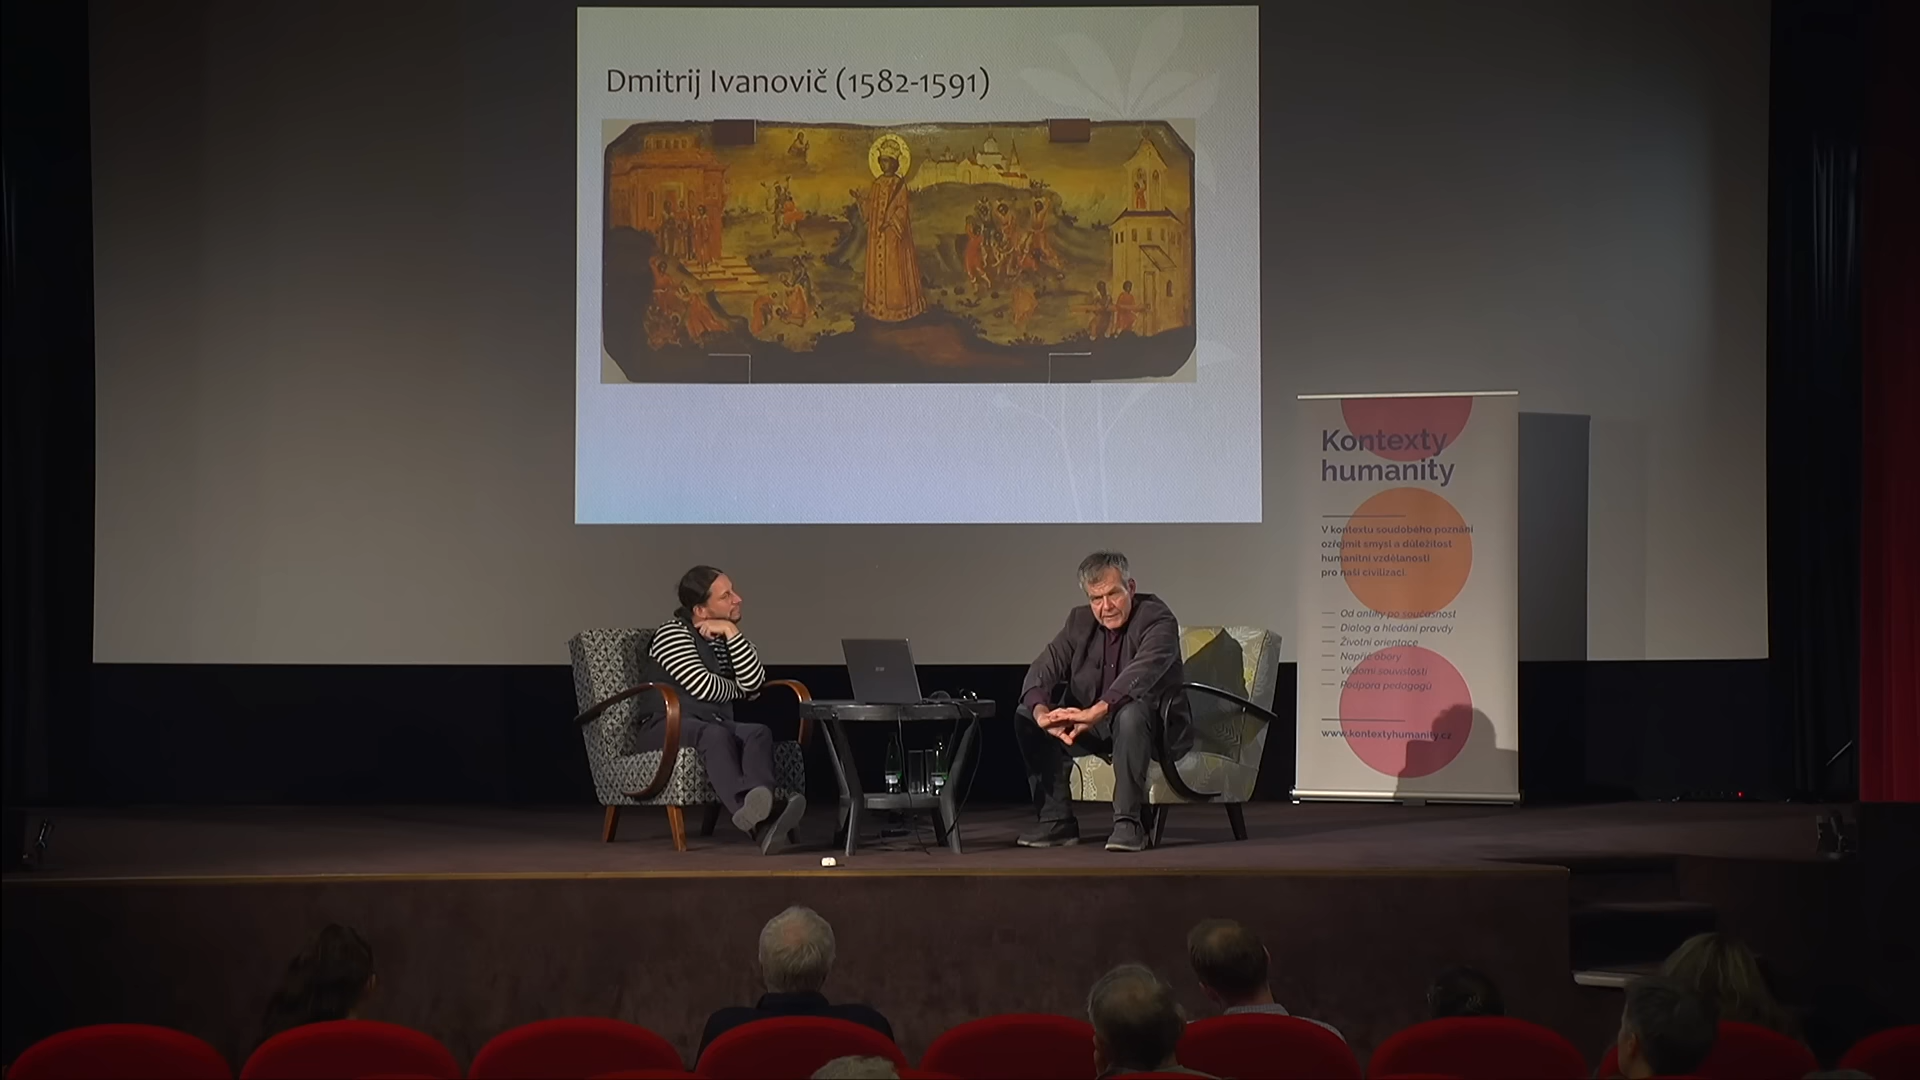 Dmitrij Ivanovič (1582-1591)
Kontexty
humanity
V kontextu soudobého poznání
ozřejmit smysl a důležitost
humanitní vzdělanosti
pro naši civilizaci.
— Od antiky po současnost
— Dialog a hledání pravdy
— Životní orientace
— Napříč obory
— Vědomí souvislostí
— Podpora pedagogů
www.kontextyhumanity.cz